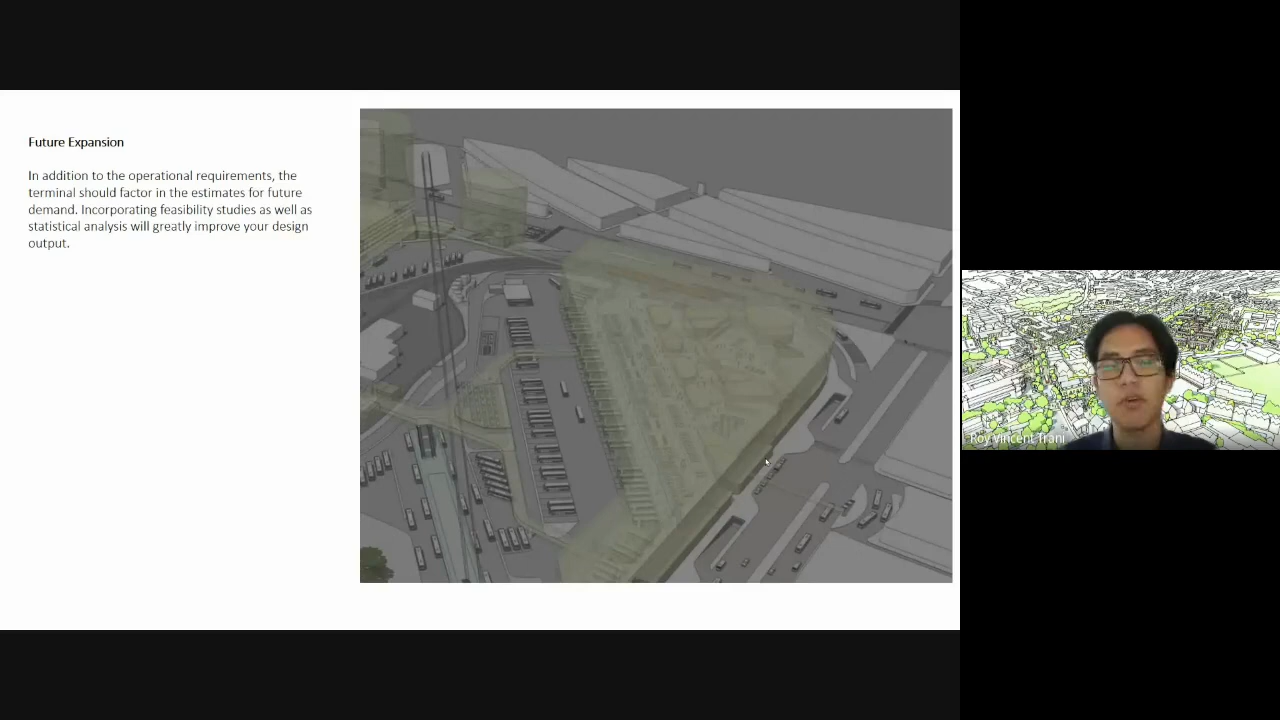 Future Expansion
In addition to the operational requirements, the
terminal should factor in the estimates for future
demand. Incorporating feasibility studies as well as
statistical analysis will greatly improve your design
output.
Roy Vincent Trani